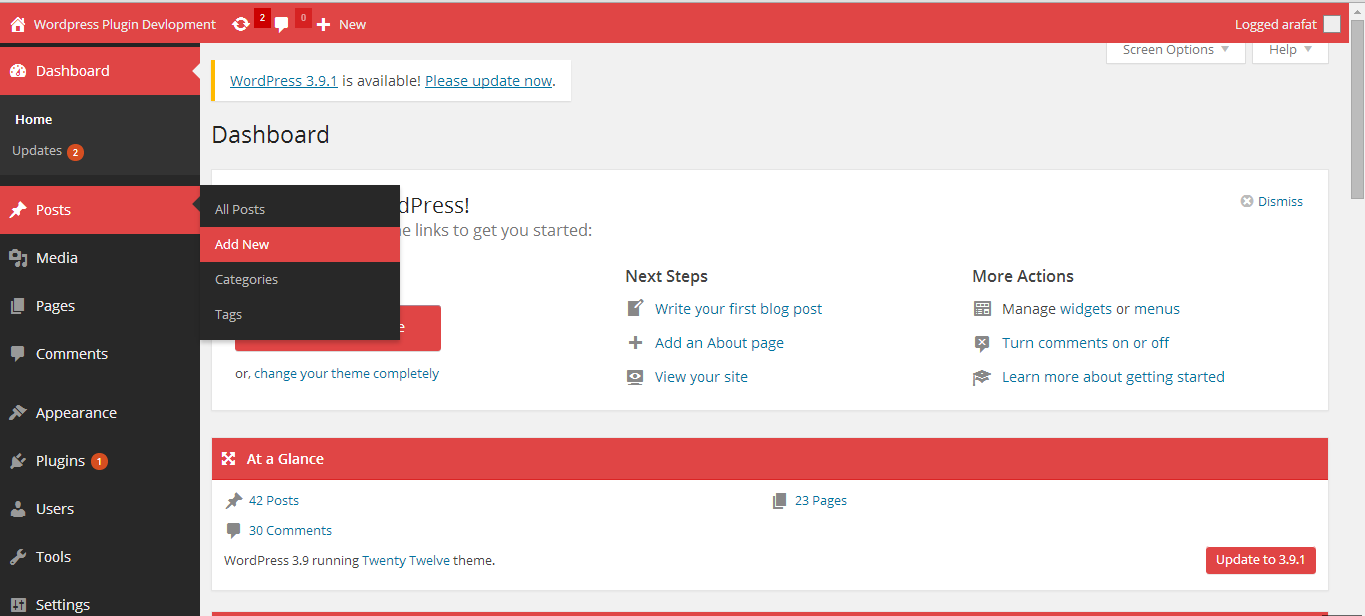 Wordpress Plugin Devlopment 2 0 New Logged arafat
Dashboard
Home
Updates 2
Posts
Media
Pages
Comments
Appearance
Plugins 1
Users
Tools
Settings
All Posts
Add New
Categories
Tags
Screen Options Help
WordPress 3.9.1 is available! Please update now.
Dashboard
dPress!
links to get you started:
Dismiss
or, change your theme completely
Next Steps
Write your first blog post
Add an About page
View your site
More Actions
Manage widgets or menus
Turn comments on or off
Learn more about getting started
At a Glance
42 Posts
23 Pages
30 Comments
WordPress 3.9 running Twenty Twelve theme.
Update to 3.9.1